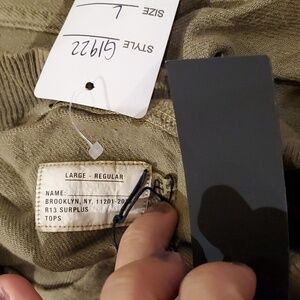 SIZE L
STYLE G1922
LARGE - REGULAR
NAME:
BROOKLYN, NY, 11201-20
R13 SURPLUS
TOPS